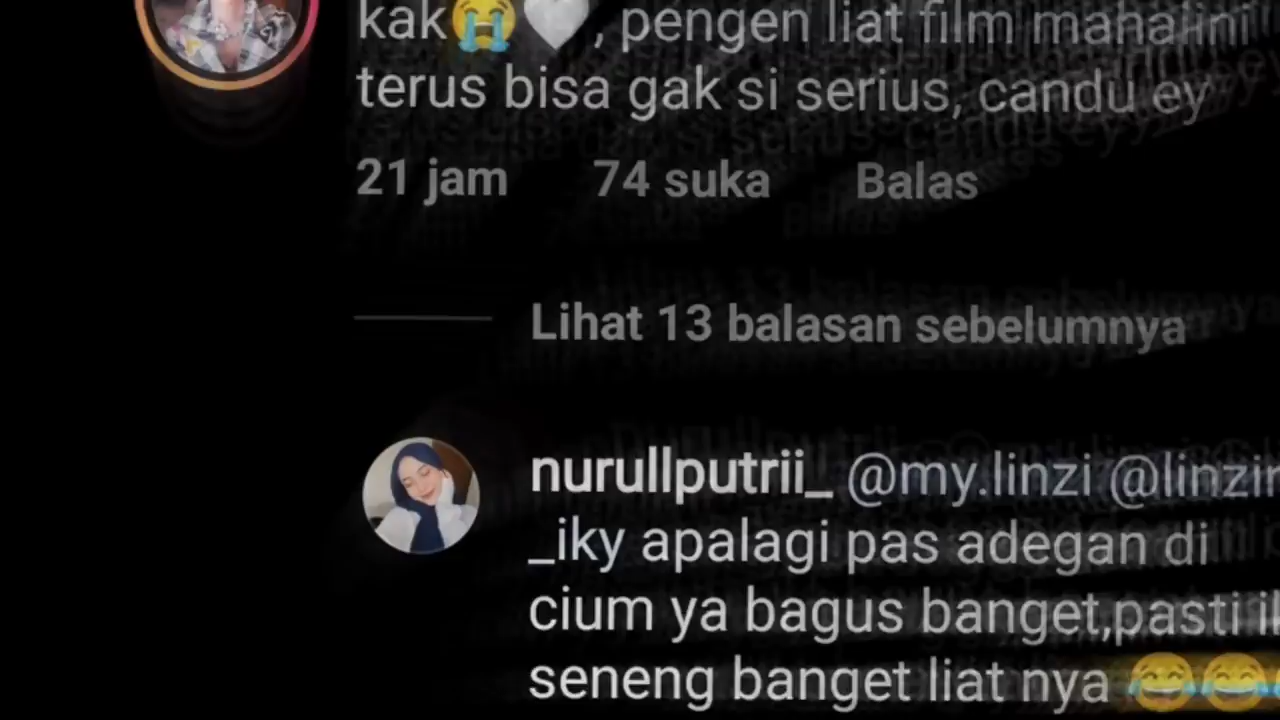 kak😭🤍, pengen liat film mahalini
terus bisa gak si serius, candu ey
21 jam 74 suka Balas
Lihat 13 balasan sebelumnya
nurullputrii_ @my.linzi
_iky apalagi pas adegan di
cium ya bagus banget,pasti
seneng banget liat nya 😂😂